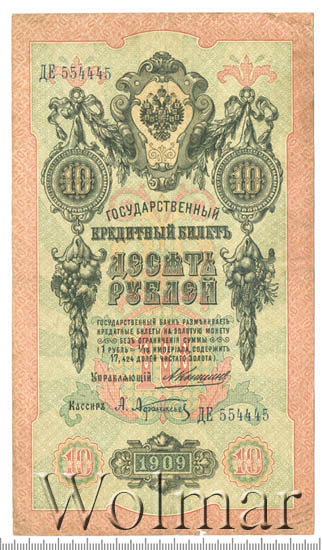 ДЕ 554445
10 10
ГОСУДАРСТВЕННЫЙ
КРЕДИТНЫЙ БИЛЕТЪ
ДЕСЯТЬ
РУБЛЕЙ
ГОСУДАРСТВЕННЫЙ БАНКЪ РАЗМѢНИВАЕТЪ
КРЕДИТНЫЕ БИЛЕТЫ НА ЗОЛОТУЮ МОНЕТУ
БЕЗЪ ОГРАНИЧЕНІЯ СУММЫ
(1 РУБЛЬ = 1/15 ИМПЕРІАЛА, СОДЕРЖИТЪ
17,424 ДОЛЕЙ ЧИСТАГО ЗОЛОТА).
Управляющій
Кассиръ
ДЕ 554445
10 1909 10
Wolmar